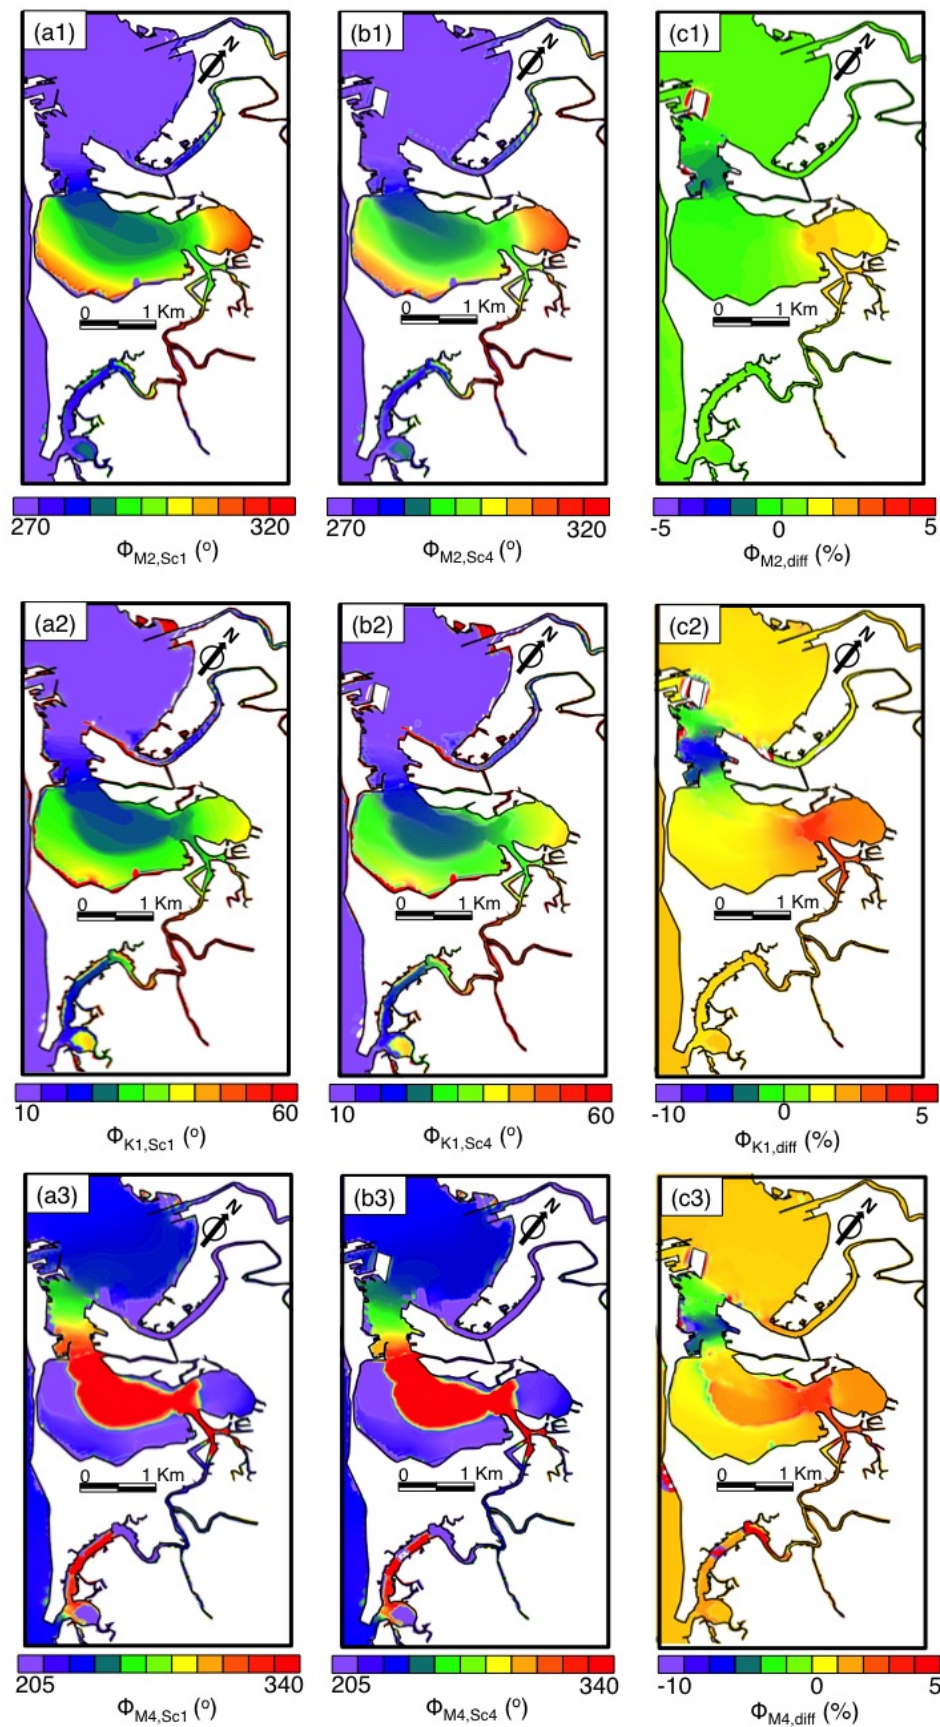 (a1) (b1) (c1)
N N N
0 1 Km 0 1 Km 0 1 Km
270 320 270 320 -5 0 5
ΦM2,Sc1 (º) ΦM2,Sc4 (º) ΦM2,diff (%)
(a2) (b2) (c2)
N N N
0 1 Km 0 1 Km 0 1 Km
10 60 10 60 -10 0 5
ΦK1,Sc1 (º) ΦK1,Sc4 (º) ΦK1,diff (%)
(a3) (b3) (c3)
N N N
0 1 Km 0 1 Km 0 1 Km
205 340 205 340 -10 0 5
ΦM4,Sc1 (º) ΦM4,Sc4 (º) ΦM4,diff (%)